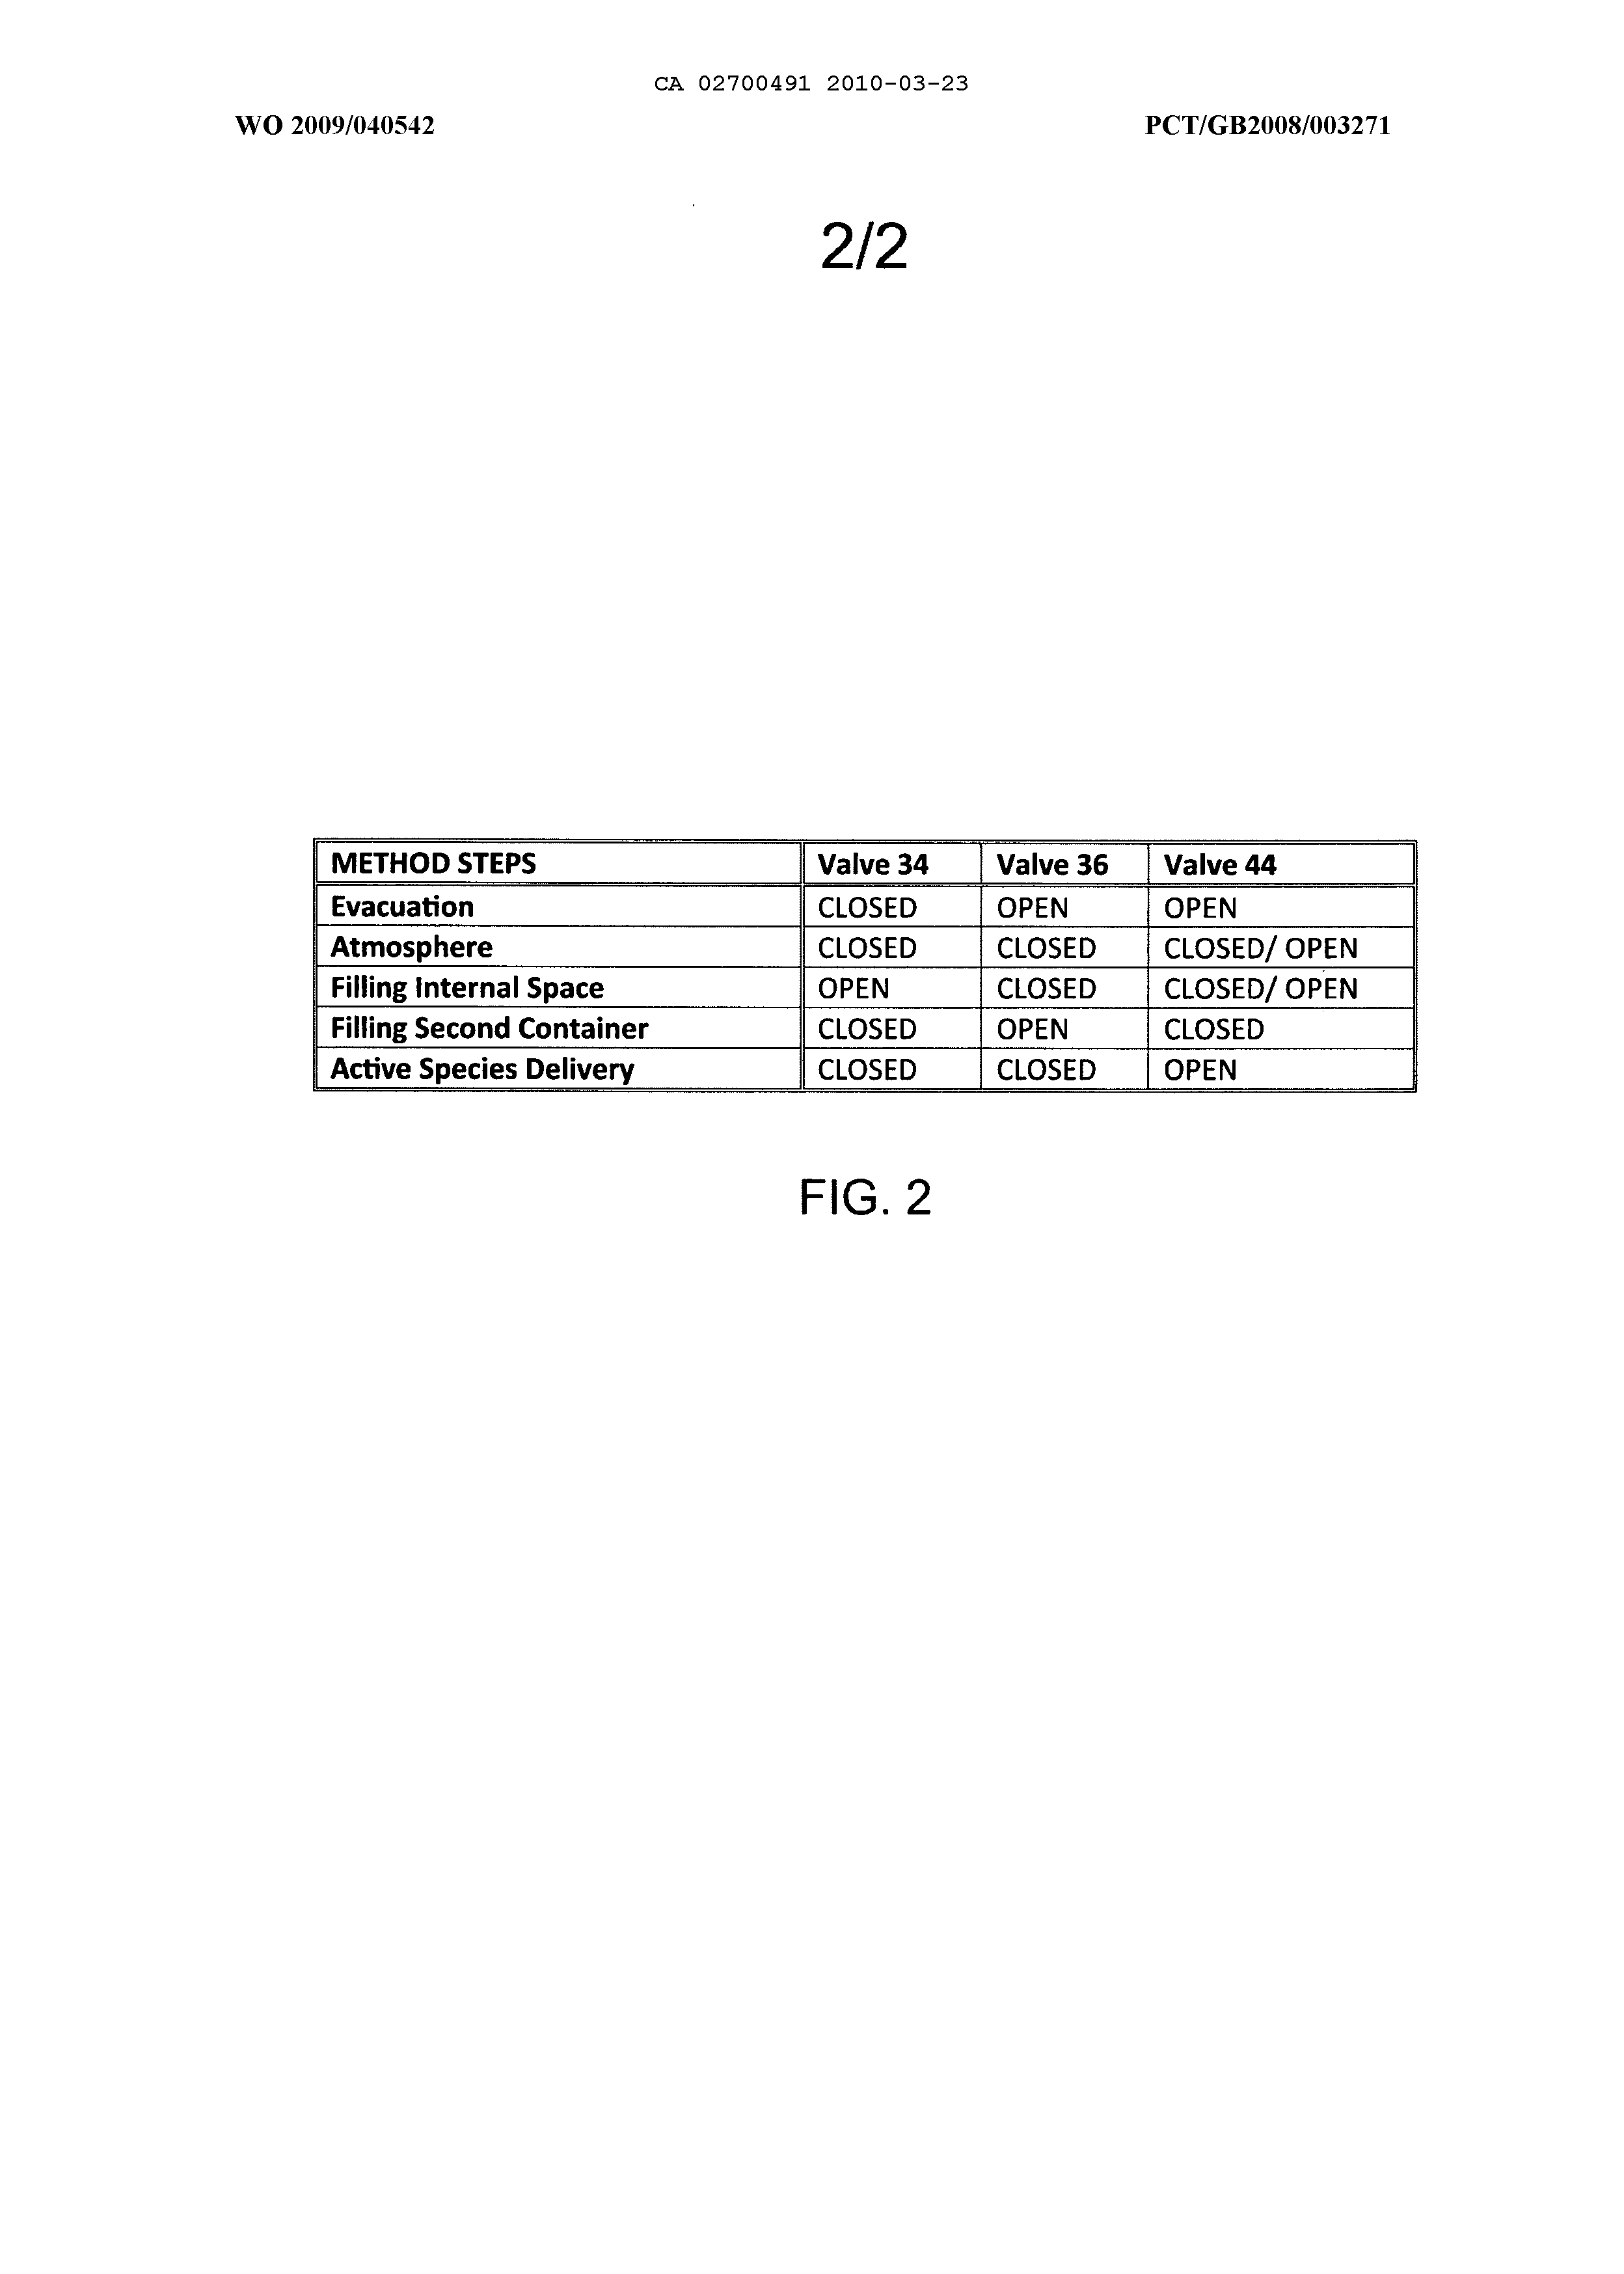 CA 02700491 2010-03-23
WO 2009/040542 PCT/GB2008/003271
2/2
METHOD STEPS Valve 34 Valve 36 Valve 44
Evacuation CLOSED OPEN OPEN
Atmosphere CLOSED CLOSED CLOSED/ OPEN
Filling Internal Space OPEN CLOSED CLOSED/ OPEN
Filling Second Container CLOSED OPEN CLOSED
Active Species Delivery CLOSED CLOSED OPEN
FIG. 2